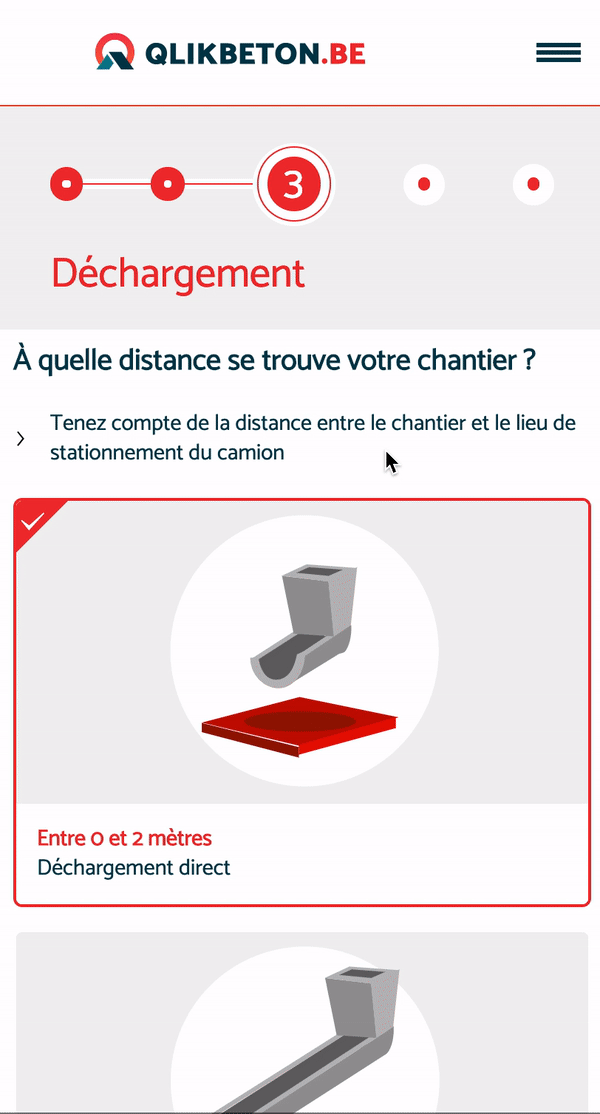 QLIKBETON.BE
3
Déchargement
À quelle distance se trouve votre chantier ?
Tenez compte de la distance entre le chantier et le lieu de
stationnement du camion
Entre 0 et 2 mètres
Déchargement direct